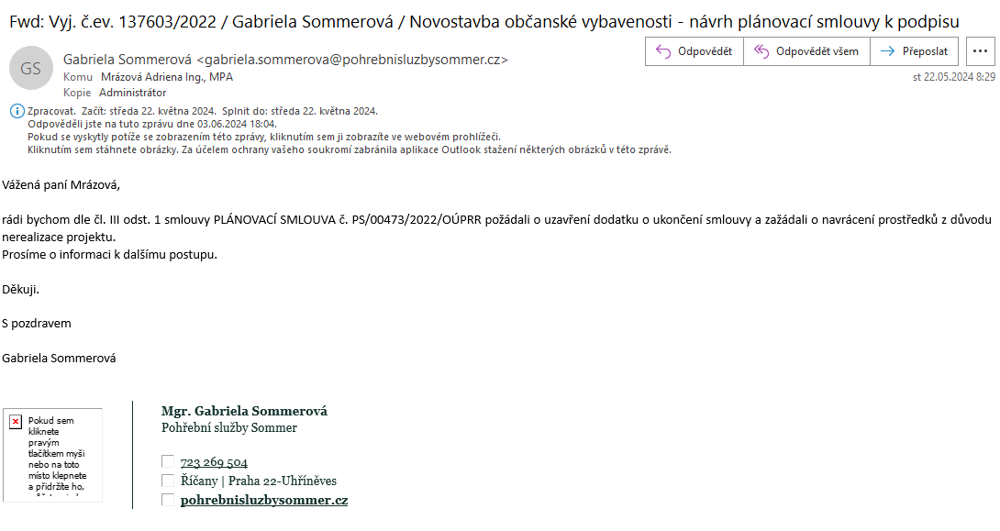 Fwd: Vyj. č.ev. 137603/2022 / Gabriela Sommerová / Novostavba občanské vybavenosti - návrh plánovací smlouvy k podpisu
GS
Gabriela Sommerová <gabriela.sommerova@pohrebnisluzbysommer.cz>
Komu Mrázová Adriena Ing., MPA
Kopie Administrátor
Odpovědět
Odpovědět všem
Přeposlat
st 22.05.2024 8:29
Zpracovat. Začít: středa 22. května 2024. Splnit do: středa 22. května 2024.
Odpověděli jste na tuto zprávu dne 03.06.2024 18:04.
Pokud se vyskytly potíže se zobrazením této zprávy, kliknutím sem ji zobrazíte ve webovém prohlížeči.
Kliknutím sem stáhnete obrázky. Za účelem ochrany vašeho soukromí zabránila aplikace Outlook stažení některých obrázků v této zprávě.
Vážená paní Mrázová,
rádi bychom dle čl. III odst. 1 smlouvy PLÁNOVACÍ SMLOUVA č. PS/00473/2022/OÚPRR požádali o uzavření dodatku o ukončení smlouvy a zažádali o navrácení prostředků z důvodu
nerealizace projektu.
Prosíme o informaci k dalšímu postupu.
Děkuji.
S pozdravem
Gabriela Sommerová
Pokud sem
kliknete
pravým
tlačítkem myši
nebo na toto
místo klepnete
a přidržíte ho,
Mgr. Gabriela Sommerová
Pohřební služby Sommer
723 269 504
Říčany | Praha 22-Uhříněves
pohrebnisluzbysommer.cz